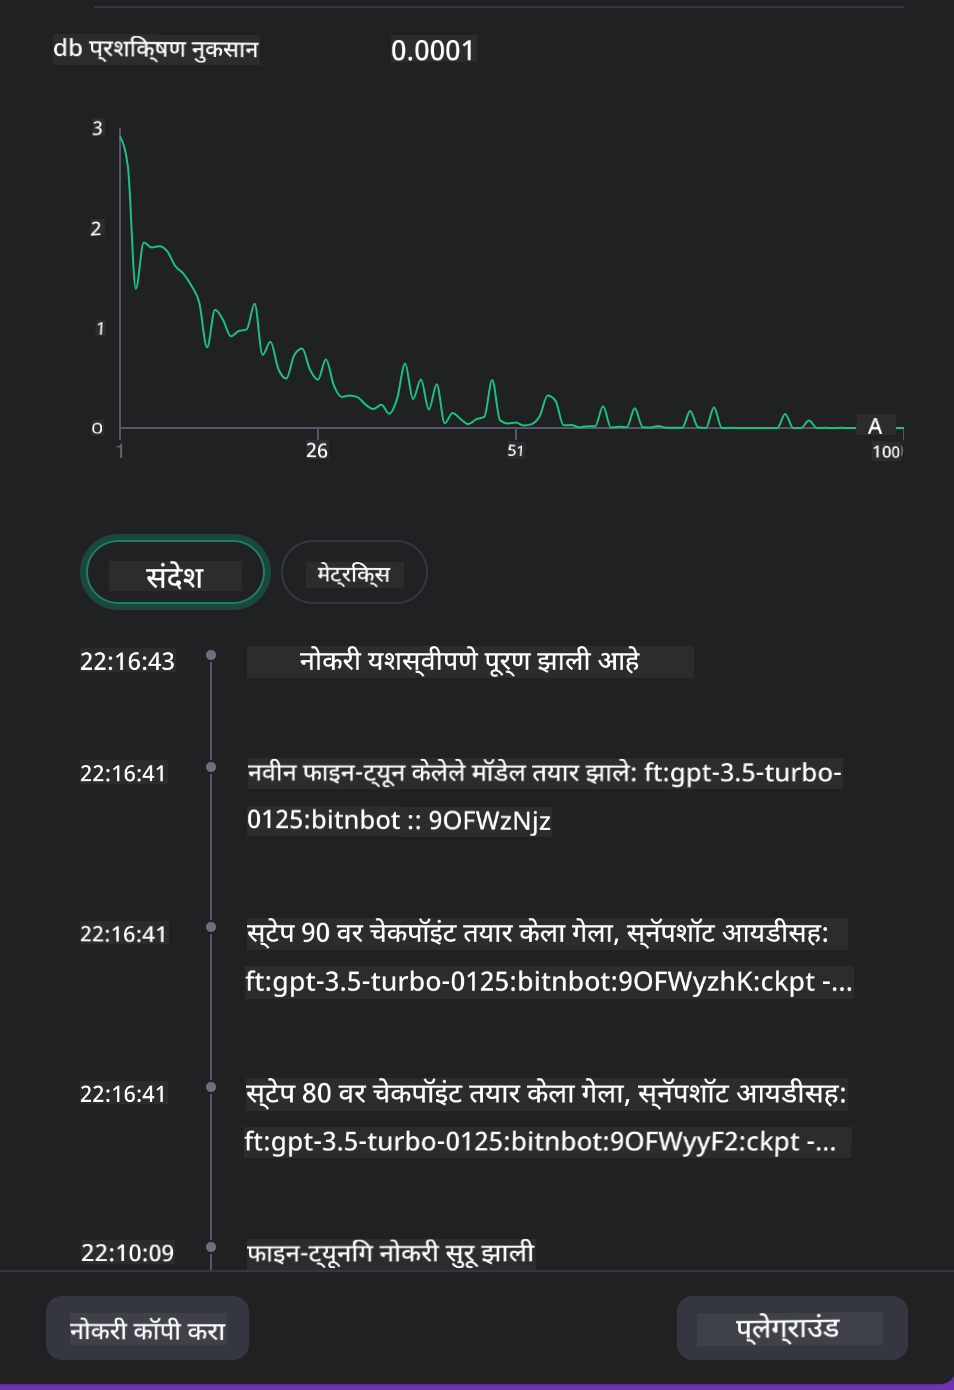 db प्रशिक्षण नुकसान 0.0001
3
2
1
0
1 26 51 100
A
संदेश मेट्रिक्स
22:16:43 नोकरी यशस्वीपणे पूर्ण झाली आहे
22:16:41 नवीन फाइन-ट्यून केलेले मॉडेल तयार झाले: ft:gpt-3.5-turbo-
0125:bitnbot :: 9OFWzNjz
22:16:41 स्टेप 90 वर चेकपॉइंट तयार केला गेला, स्नॅपशॉट आयडीसह:
ft:gpt-3.5-turbo-0125:bitnbot:9OFWyzhK:ckpt -...
22:16:41 स्टेप 80 वर चेकपॉइंट तयार केला गेला, स्नॅपशॉट आयडीसह:
ft:gpt-3.5-turbo-0125:bitnbot:9OFWyyF2:ckpt -...
22:10:09 फाइन-ट्यूनिंग नोकरी सुरू झाली
नोकरी कॉपी करा प्लेग्राउंड